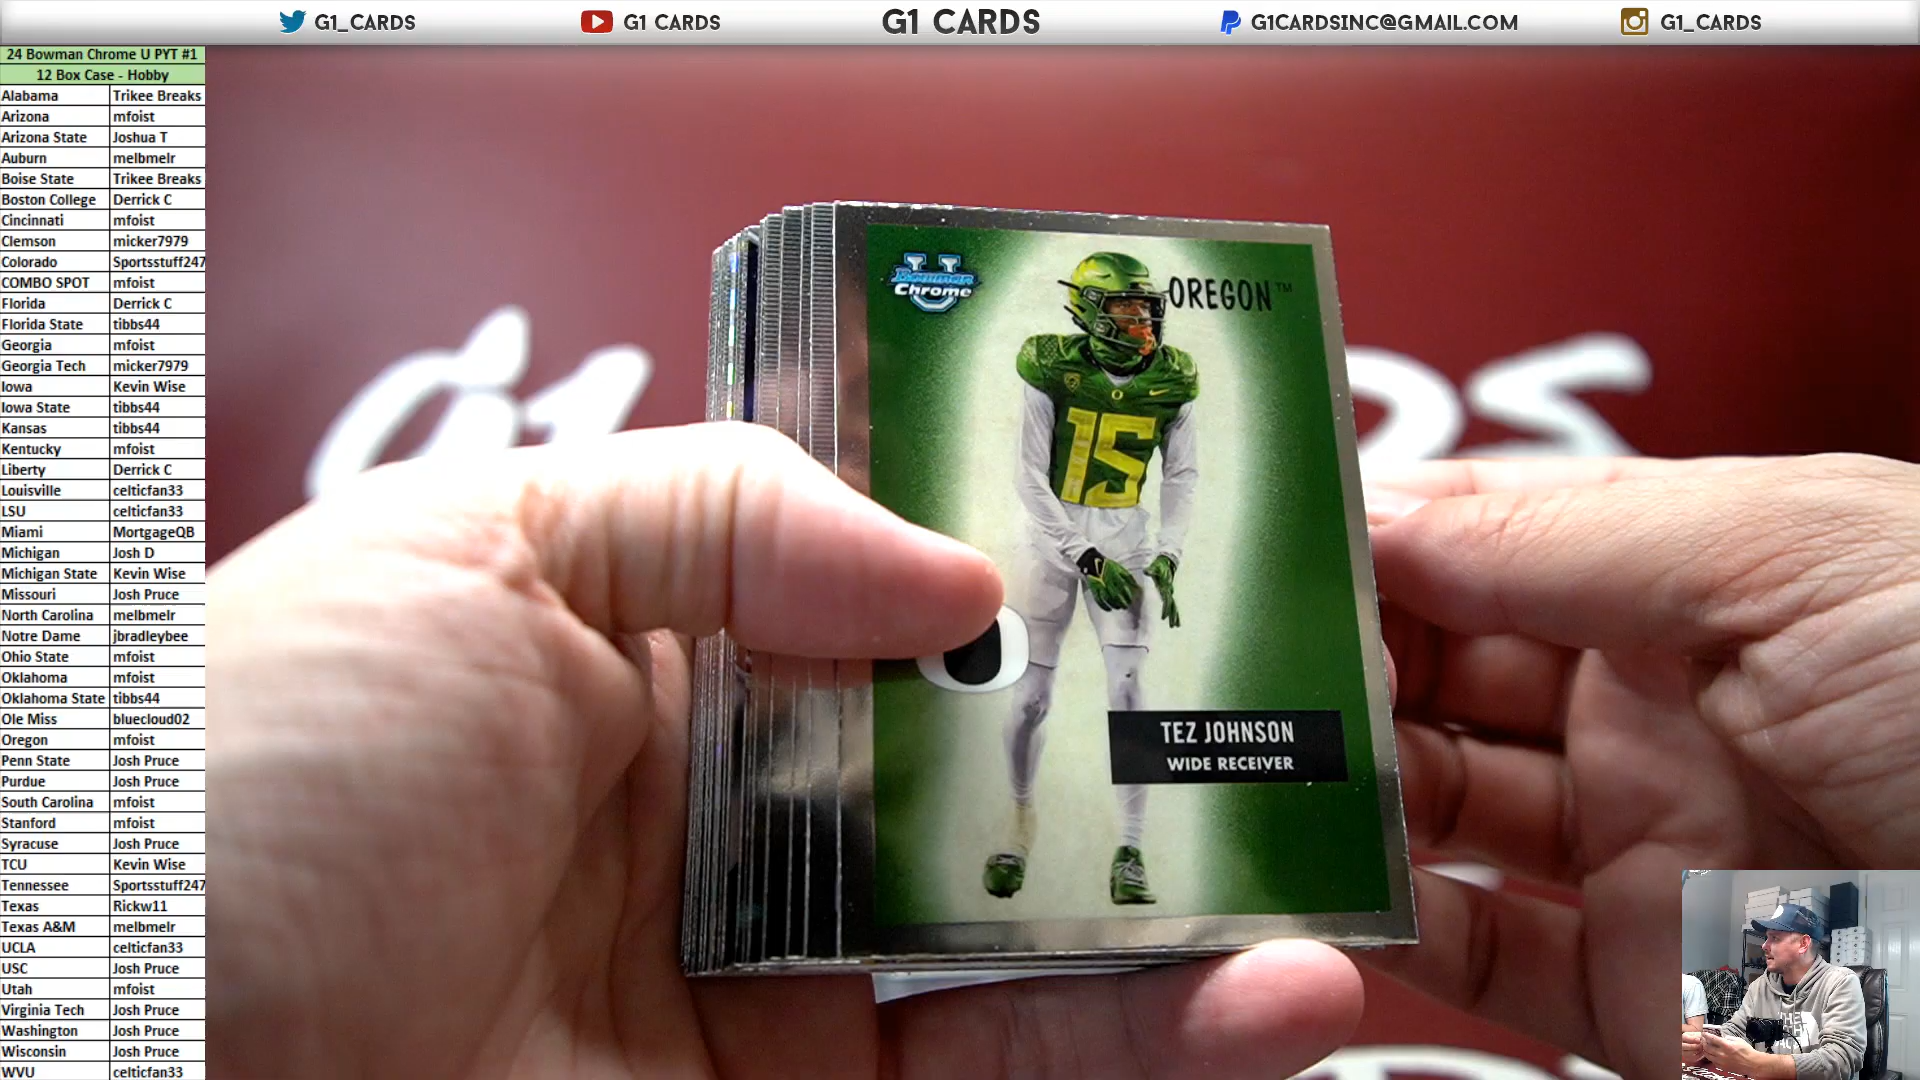 G1_CARDS
G1 CARDS
G1 CARDS
G1CARDSINC@GMAIL.COM
G1_CARDS
24 Bowman Chrome U PYT #1
12 Box Case - Hobby
Alabama Trikee Breaks
Arizona mfoist
Arizona State Joshua T
Auburn melbmelr
Boise State Trikee Breaks
Boston College Derrick C
Cincinnati mfoist
Clemson micker7979
Colorado Sportsstuff247
COMBO SPOT mfoist
Florida Derrick C
Florida State tibbs44
Georgia mfoist
Georgia Tech micker7979
Iowa Kevin Wise
Iowa State tibbs44
Kansas tibbs44
Kentucky mfoist
Liberty Derrick C
Louisville celticfan33
LSU celticfan33
Miami MortgageQB
Michigan Josh D
Michigan State Kevin Wise
Missouri Josh Pruce
North Carolina melbmelr
Notre Dame jbradleybee
Ohio State mfoist
Oklahoma mfoist
Oklahoma State tibbs44
Ole Miss bluecloud02
Oregon mfoist
Penn State Josh Pruce
Purdue Josh Pruce
South Carolina mfoist
Stanford mfoist
Syracuse Josh Pruce
TCU Kevin Wise
Tennessee Sportsstuff247
Texas Rickw11
Texas A&M melbmelr
UCLA celticfan33
USC Josh Pruce
Utah mfoist
Virginia Tech Josh Pruce
Washington Josh Pruce
Wisconsin Josh Pruce
WVU celticfan33
U
Bowman
Chrome
OREGON™
O
15
O
TEZ JOHNSON
WIDE RECEIVER